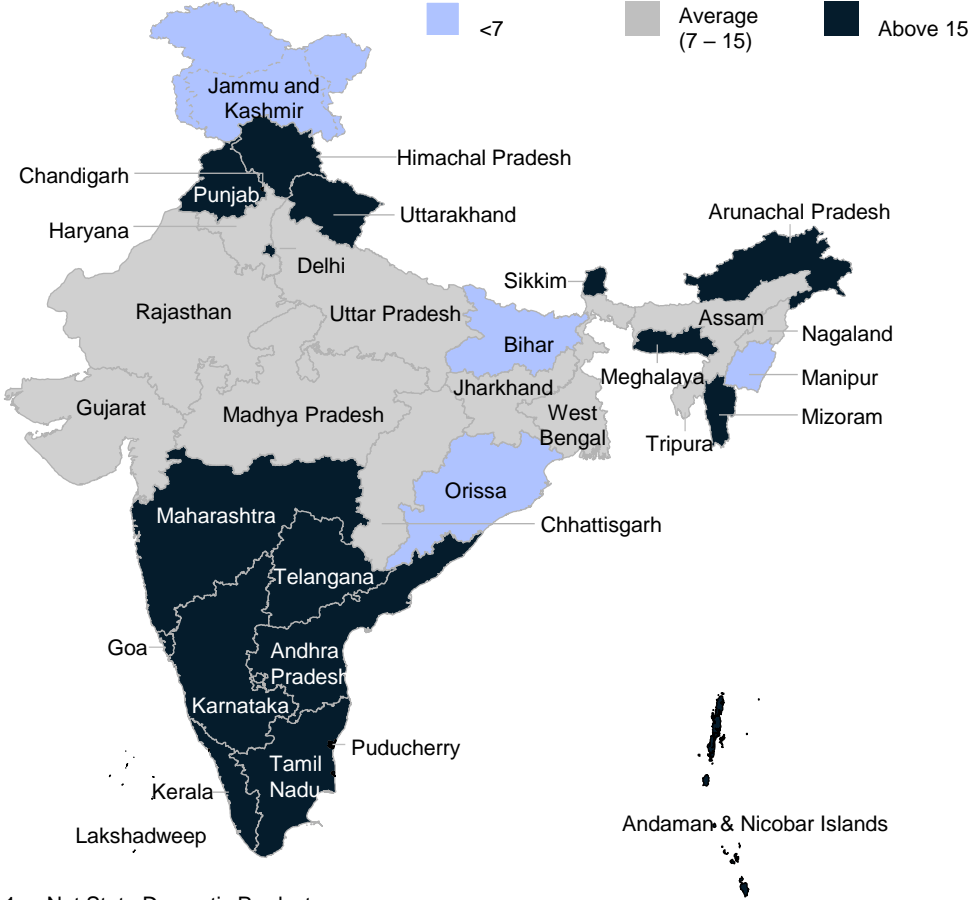 <7
Average
(7 – 15)
Above 15
Jammu and
Kashmir
Himachal Pradesh
Chandigarh
Punjab
Uttarakhand
Arunachal Pradesh
Haryana
Delhi
Sikkim
Rajasthan
Uttar Pradesh
Assam
Nagaland
Bihar
Meghalaya
Manipur
Jharkhand
Gujarat
Madhya Pradesh
West
Bengal
Mizoram
Tripura
Orissa
Maharashtra
Chhattisgarh
Telangana
Goa
Andhra
Pradesh
Karnataka
Puducherry
Tamil
Nadu
Kerala
Lakshadweep
Andaman & Nicobar Islands